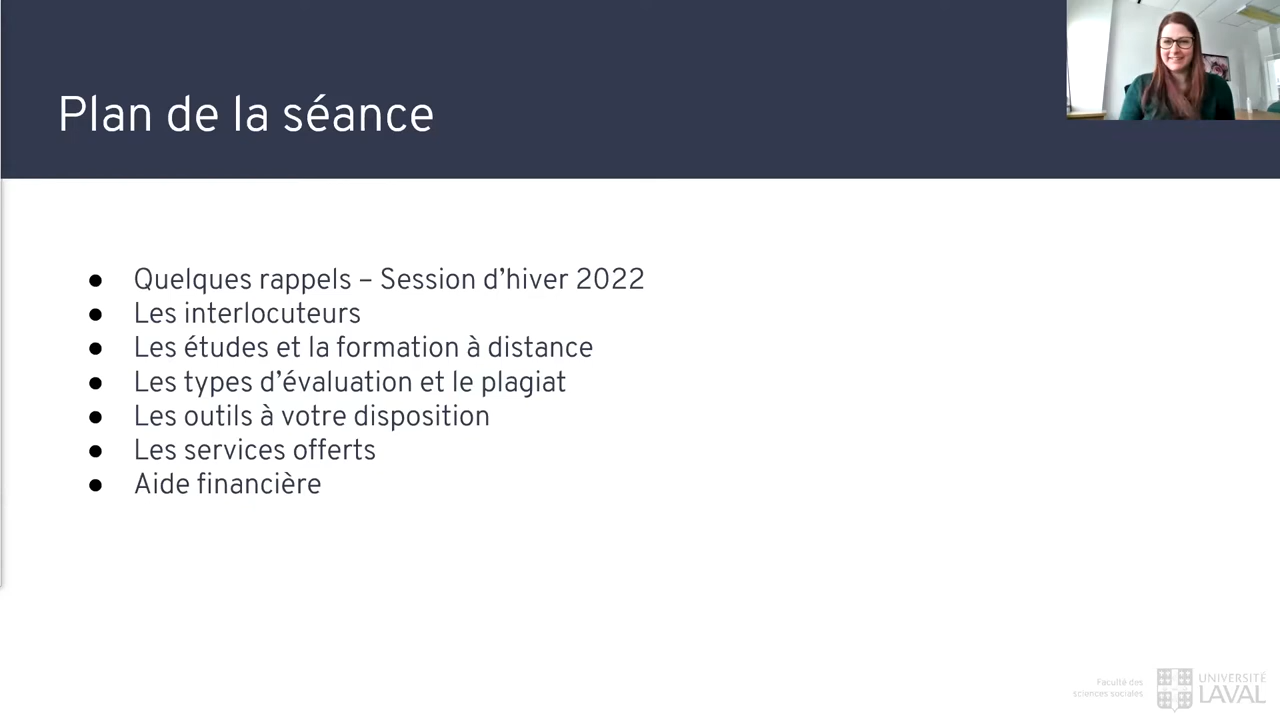 Plan de la séance
● Quelques rappels – Session d’hiver 2022
● Les interlocuteurs
● Les études et la formation à distance
● Les types d’évaluation et le plagiat
● Les outils à votre disposition
● Les services offerts
● Aide financière
Faculté des
sciences sociales
UNIVERSITÉ
LAVAL